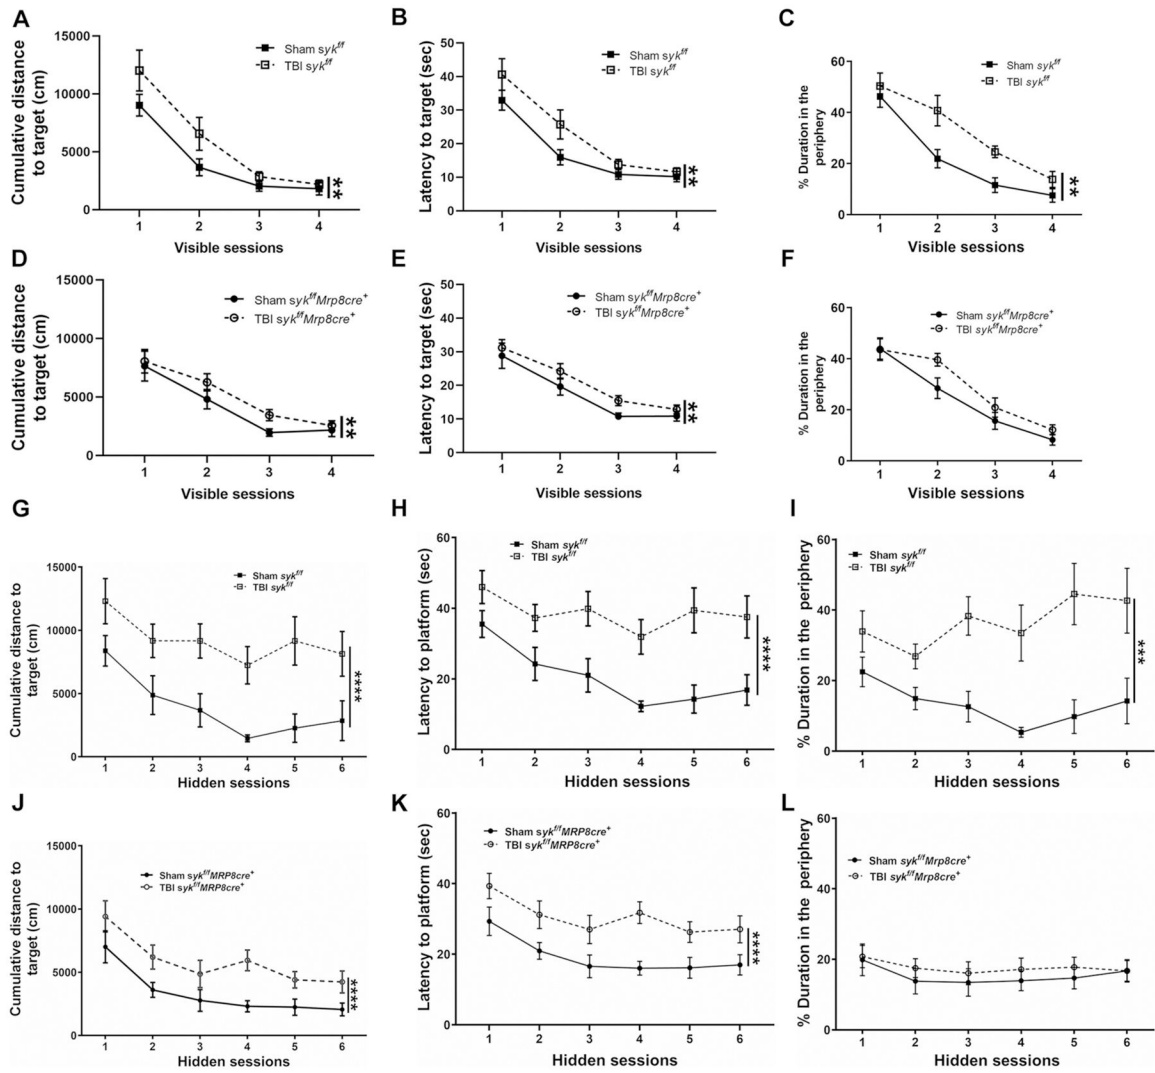 A
Cumulative distance
to target (cm)
15000
10000
5000
0
Sham syk^f/f
TBI syk^f/f
**
1 2 3 4
Visible sessions
B
Latency to target (sec)
50
40
30
20
10
0
Sham syk^f/f
TBI syk^f/f
**
1 2 3 4
Visible sessions
C
% Duration in the
periphery
60
40
20
0
Sham syk^f/f
TBI syk^f/f
**
1 2 3 4
Visible sessions
D
Cumulative distance
to target (cm)
15000
10000
5000
0
Sham syk^f/f Mrp8cre^+
TBI syk^f/f Mrp8cre^+
**
1 2 3 4
Visible sessions
E
Latency to target (sec)
50
40
30
20
10
0
Sham syk^f/f Mrp8cre^+
TBI syk^f/f Mrp8cre^+
**
1 2 3 4
Visible sessions
F
% Duration in the
periphery
60
40
20
0
Sham syk^f/f Mrp8cre^+
TBI syk^f/f Mrp8cre^+
1 2 3 4
Visible sessions
G
Cumulative distance to
target (cm)
15000
10000
5000
0
Sham syk^f/f
TBI syk^f/f
****
1 2 3 4 5 6
Hidden sessions
H
Latency to platform (sec)
60
40
20
0
Sham syk^f/f
TBI syk^f/f
****
1 2 3 4 5 6
Hidden sessions
I
% Duration in the periphery
60
40
20
0
Sham syk^f/f
TBI syk^f/f
***
1 2 3 4 5 6
Hidden sessions
J
Cumulative distance to
target (cm)
15000
10000
5000
0
Sham syk^f/f MRP8cre^+
TBI syk^f/f MRP8cre^+
****
1 2 3 4 5 6
Hidden sessions
K
Latency to platform (sec)
60
40
20
0
Sham syk^f/f MRP8cre^+
TBI syk^f/f MRP8cre^+
****
1 2 3 4 5 6
Hidden sessions
L
% Duration in the periphery
60
40
20
0
Sham syk^f/f Mrp8cre^+
TBI syk^f/f Mrp8cre^+
1 2 3 4 5 6
Hidden sessions